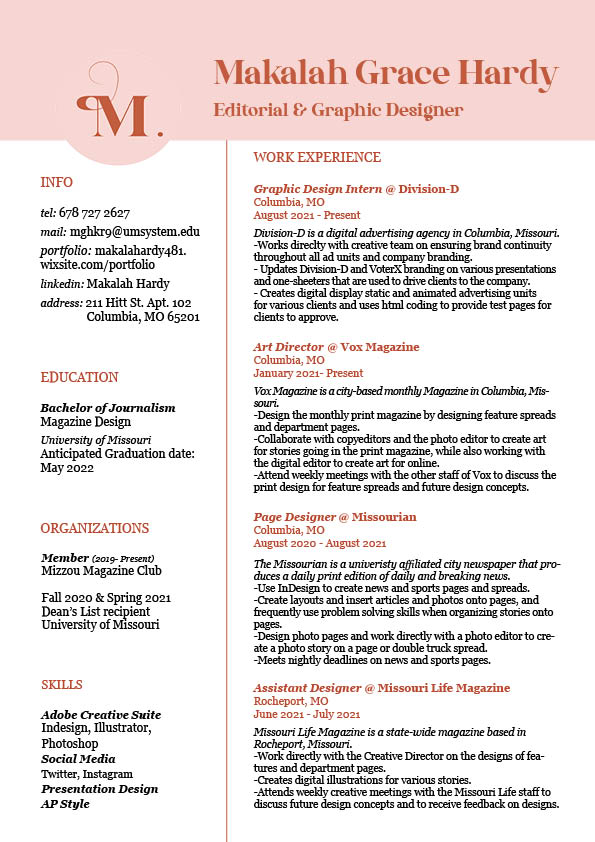 Makalah Grace Hardy
Editorial & Graphic Designer
M.
INFO
tel: 678 727 2627
mail: mghkr9@umsystem.edu
portfolio: makalahardy481.
wixsite.com/portfolio
linkedin: Makalah Hardy
address: 211 Hitt St. Apt. 102
Columbia, MO 65201
EDUCATION
Bachelor of Journalism
Magazine Design
University of Missouri
Anticipated Graduation date:
May 2022
ORGANIZATIONS
Member (2019- Present)
Mizzou Magazine Club
Fall 2020 & Spring 2021
Dean's List recipient
University of Missouri
SKILLS
Adobe Creative Suite
Indesign, Illustrator,
Photoshop
Social Media
Twitter, Instagram
Presentation Design
AP Style
WORK EXPERIENCE
Graphic Design Intern @ Division-D
Columbia, MO
August 2021 - Present
Division-D is a digital advertising agency in Columbia, Missouri.
-Works direclty with creative team on ensuring brand continuity
throughout all ad units and company branding.
- Updates Division-D and VoterX branding on various presentations
and one-sheeters that are used to drive clients to the company.
- Creates digital display static and animated advertising units
for various clients and uses html coding to provide test pages for
clients to approve.
Art Director @ Vox Magazine
Columbia, MO
January 2021- Present
Vox Magazine is a city-based monthly Magazine in Columbia, Mis-
souri.
-Design the monthly print magazine by designing feature spreads
and department pages.
-Collaborate with copyeditors and the photo editor to create art
for stories going in the print magazine, while also working with
the digital editor to create art for online.
-Attend weekly meetings with the other staff of Vox to discuss the
print design for feature spreads and future design concepts.
Page Designer @ Missourian
Columbia, MO
August 2020 - August 2021
The Missourian is a univeristy affiliated city newspaper that pro-
duces a daily print edition of daily and breaking news.
-Use InDesign to create news and sports pages and spreads.
-Create layouts and insert articles and photos onto pages, and
frequently use problem solving skills when organizing stories onto
pages.
-Design photo pages and work directly with a photo editor to cre-
ate a photo story on a page or double truck spread.
-Meets nightly deadlines on news and sports pages.
Assistant Designer @ Missouri Life Magazine
Rocheport, MO
June 2021 - July 2021
Missouri Life Magazine is a state-wide magazine based in
Rocheport, Missouri.
-Work directly with the Creative Director on the designs of fea-
tures and department pages.
-Creates digital illustrations for various stories.
-Attends weekly creative meetings with the Missouri Life staff to
discuss future design concepts and to receive feedback on designs.